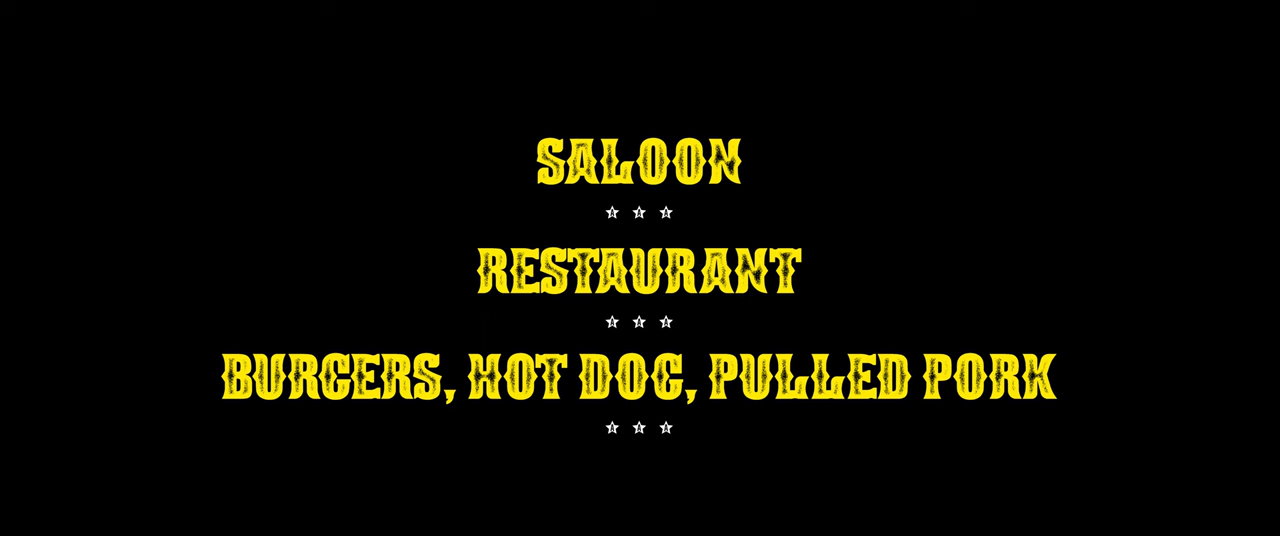 SALOON
RESTAURANT
BURGERS, HOT DOG, PULLED PORK